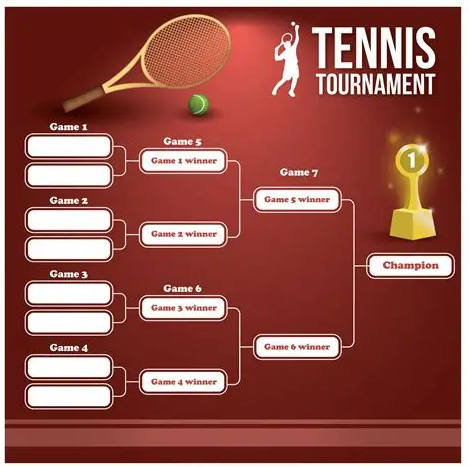 TENNIS
TOURNAMENT
1
Game 1
Game 5
Game 1 winner
Game 7
Game 2
Game 5 winner
Game 2 winner
Champion
Game 3
Game 6
Game 3 winner
Game 4
Game 6 winner
Game 4 winner